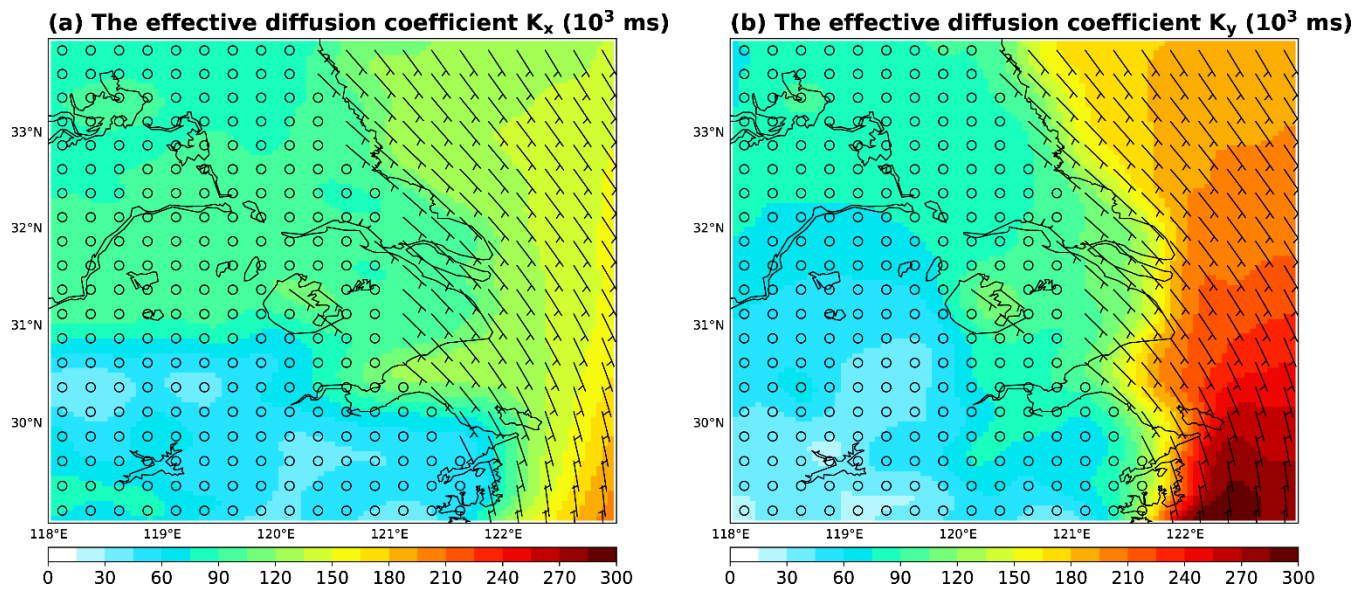 (a) The effective diffusion coefficient Kₓ (10³ ms)
33°N
32°N
31°N
30°N
118°E
119°E
120°E
121°E
122°E
0 30 60 90 120 150 180 210 240 270 300
(b) The effective diffusion coefficient Kᵧ (10³ ms)
33°N
32°N
31°N
30°N
118°E
119°E
120°E
121°E
122°E
0 30 60 90 120 150 180 210 240 270 300